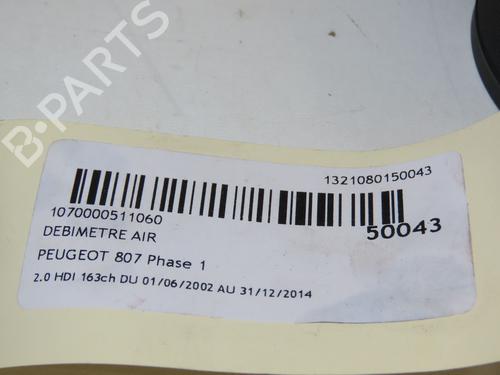 B-PARTS
1321080150043
1070000511060
50043
DEBIMETRE AIR
PEUGEOT 807 Phase 1
2.0 HDI 163ch DU 01/06/2002 AU 31/12/2014